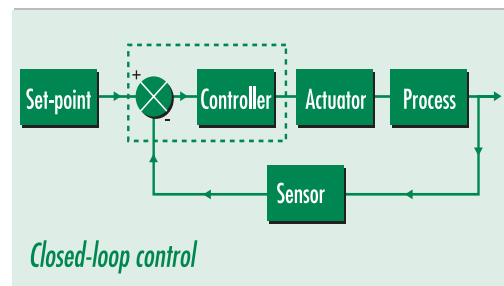 +
Set-point
Controller
Actuator
Process
-
Sensor
Closed-loop control